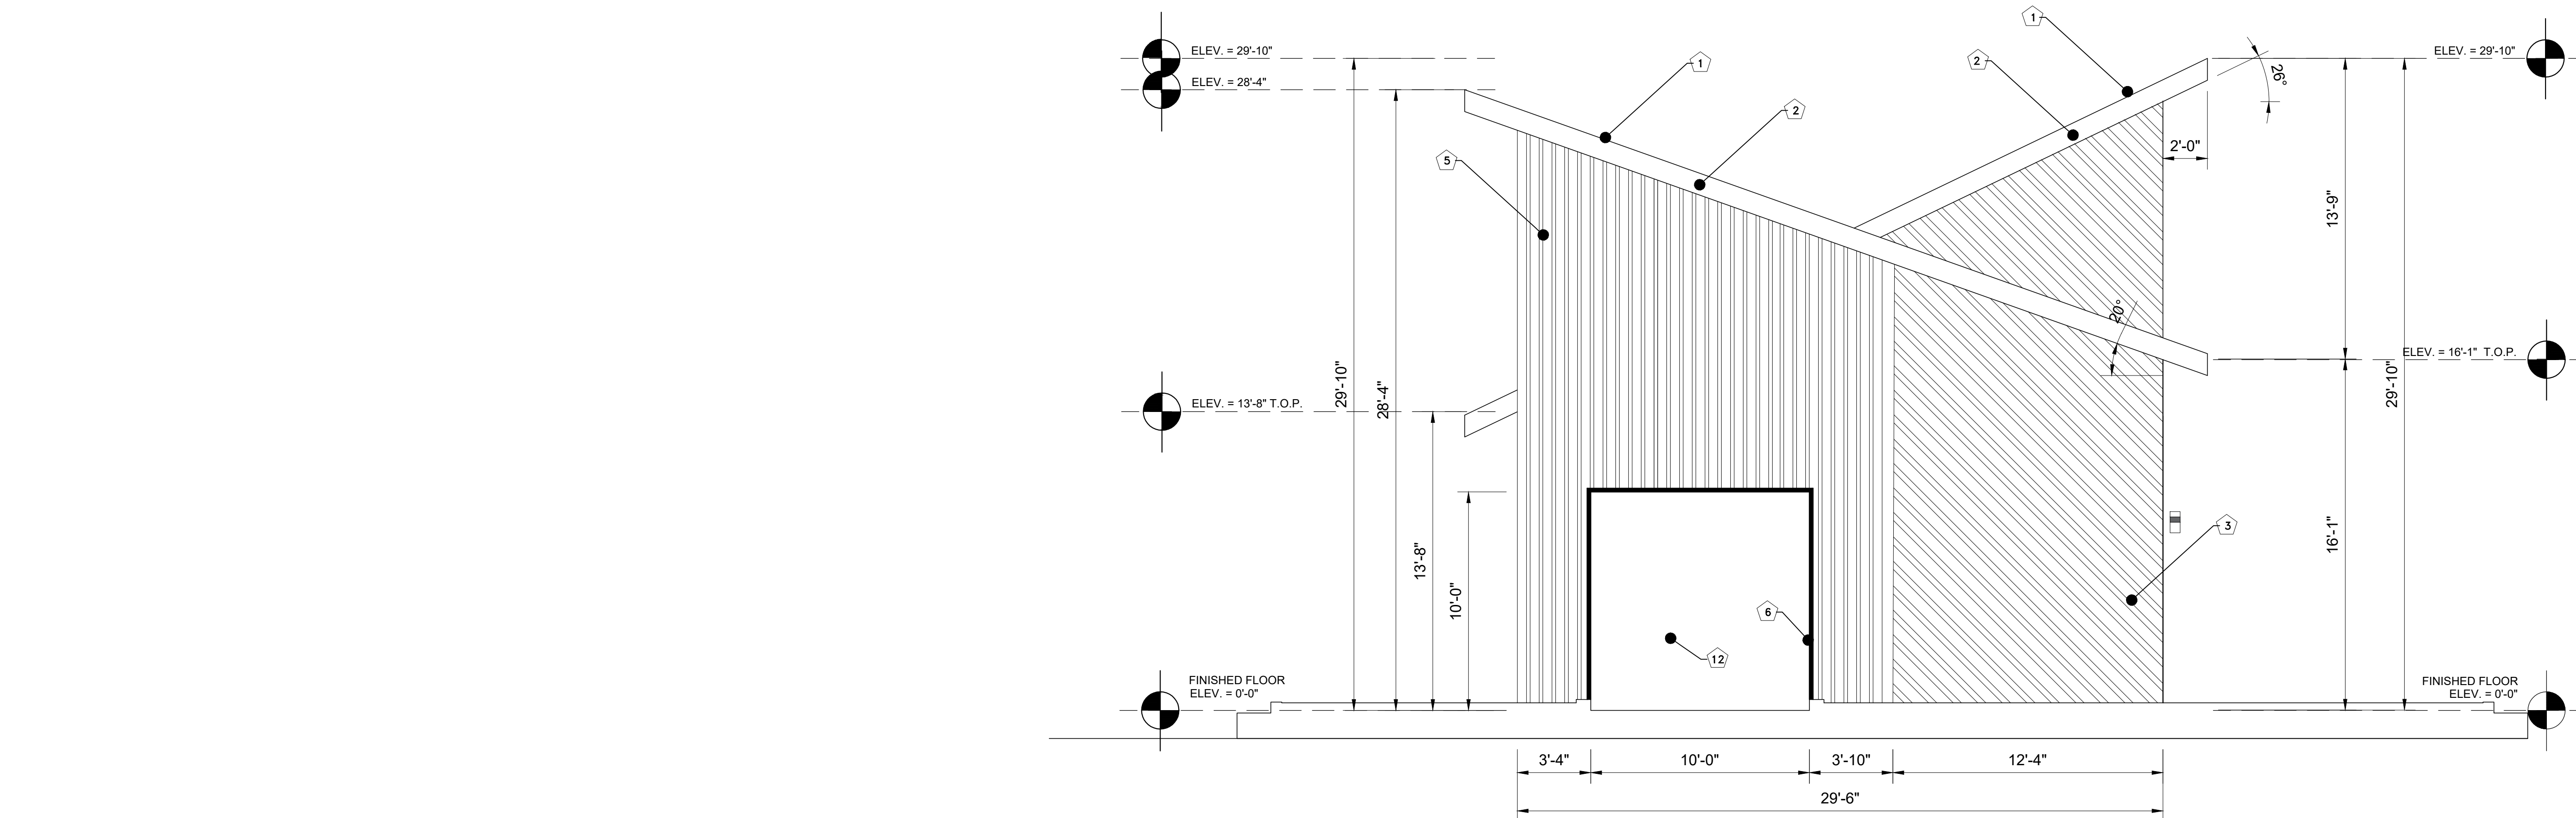 1
ELEV. = 29'-10"
ELEV. = 29'-10"
1
2
26°
ELEV. = 28'-4"
2
2'-0"
5
13'-9"
20°
ELEV. = 16'-1" T.O.P.
29'-10"
28'-4"
29'-10"
ELEV. = 13'-8" T.O.P.
13'-8"
16'-1"
3
10'-0"
6
12
FINISHED FLOOR
ELEV. = 0'-0"
FINISHED FLOOR
ELEV. = 0'-0"
3'-4"
10'-0"
3'-10"
12'-4"
29'-6"